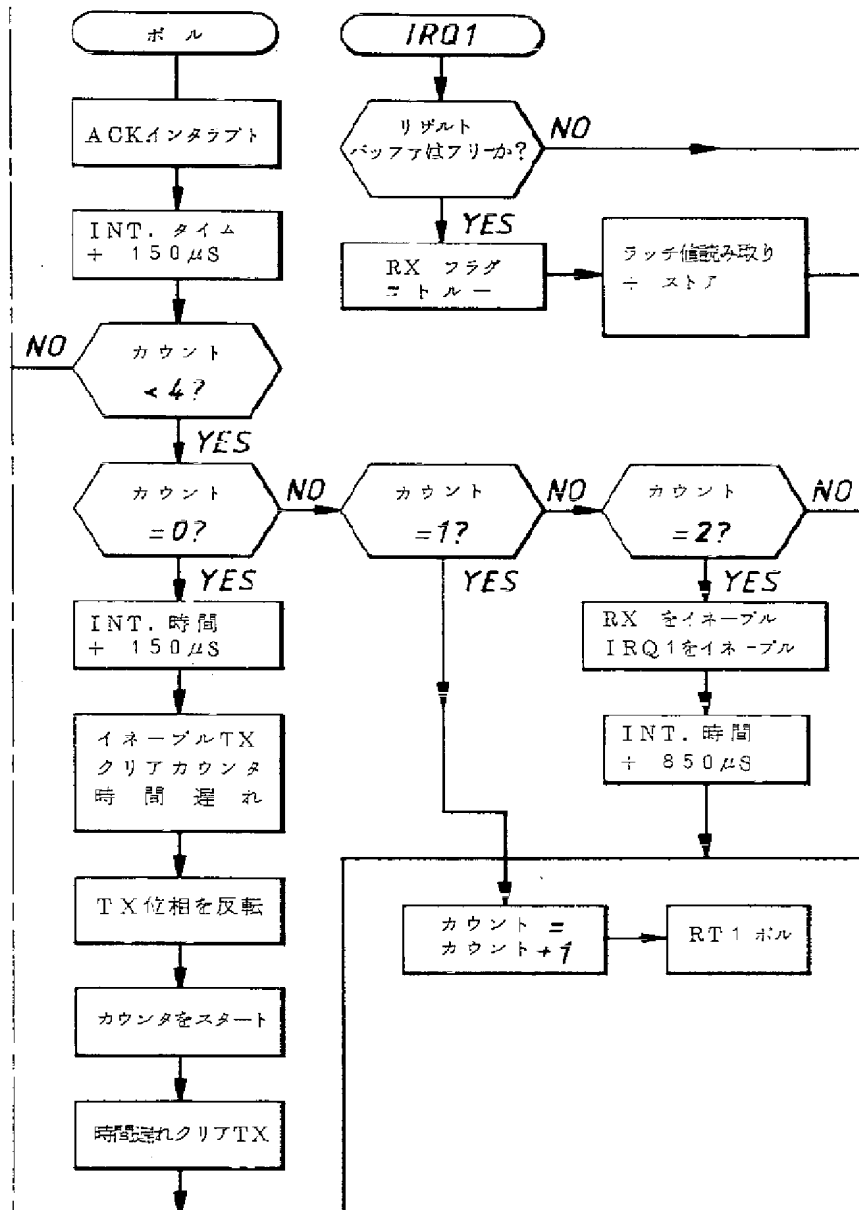 ポル
ACKインタラプト
INT. タイム
+ 150μS
カウント
<4?
NO
YES
カウント
=0?
NO
YES
INT. 時間
+ 150μS
イネーブルTX
クリアカウンタ
時間遅れ
TX位相を反転
カウンタをスタート
時間遅れクリアTX
IRQ1
リザルト
バッファはフリーか?
NO
YES
RX フラグ
=トルー
ラッチ値読み取り
+ ストア
カウント
=1?
NO
YES
カウント
=2?
NO
YES
RX をイネーブル
IRQ1をイネーブル
INT. 時間
+ 850μS
カウント =
カウント +1
RT1 ポル